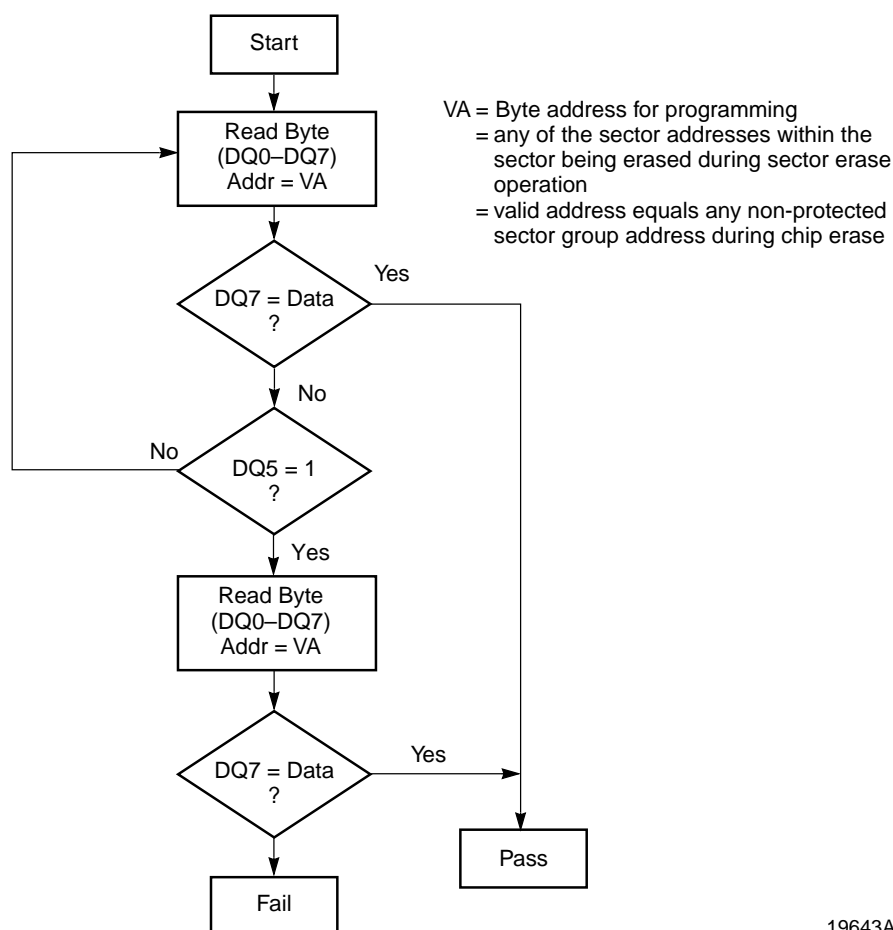 Start
Read Byte
(DQ0–DQ7)
Addr = VA
VA = Byte address for programming
= any of the sector addresses within the
sector being erased during sector erase
operation
= valid address equals any non-protected
sector group address during chip erase
DQ7 = Data
?
Yes
No
DQ5 = 1
?
No
Yes
Read Byte
(DQ0–DQ7)
Addr = VA
DQ7 = Data
?
Yes
Pass
Fail
19643A